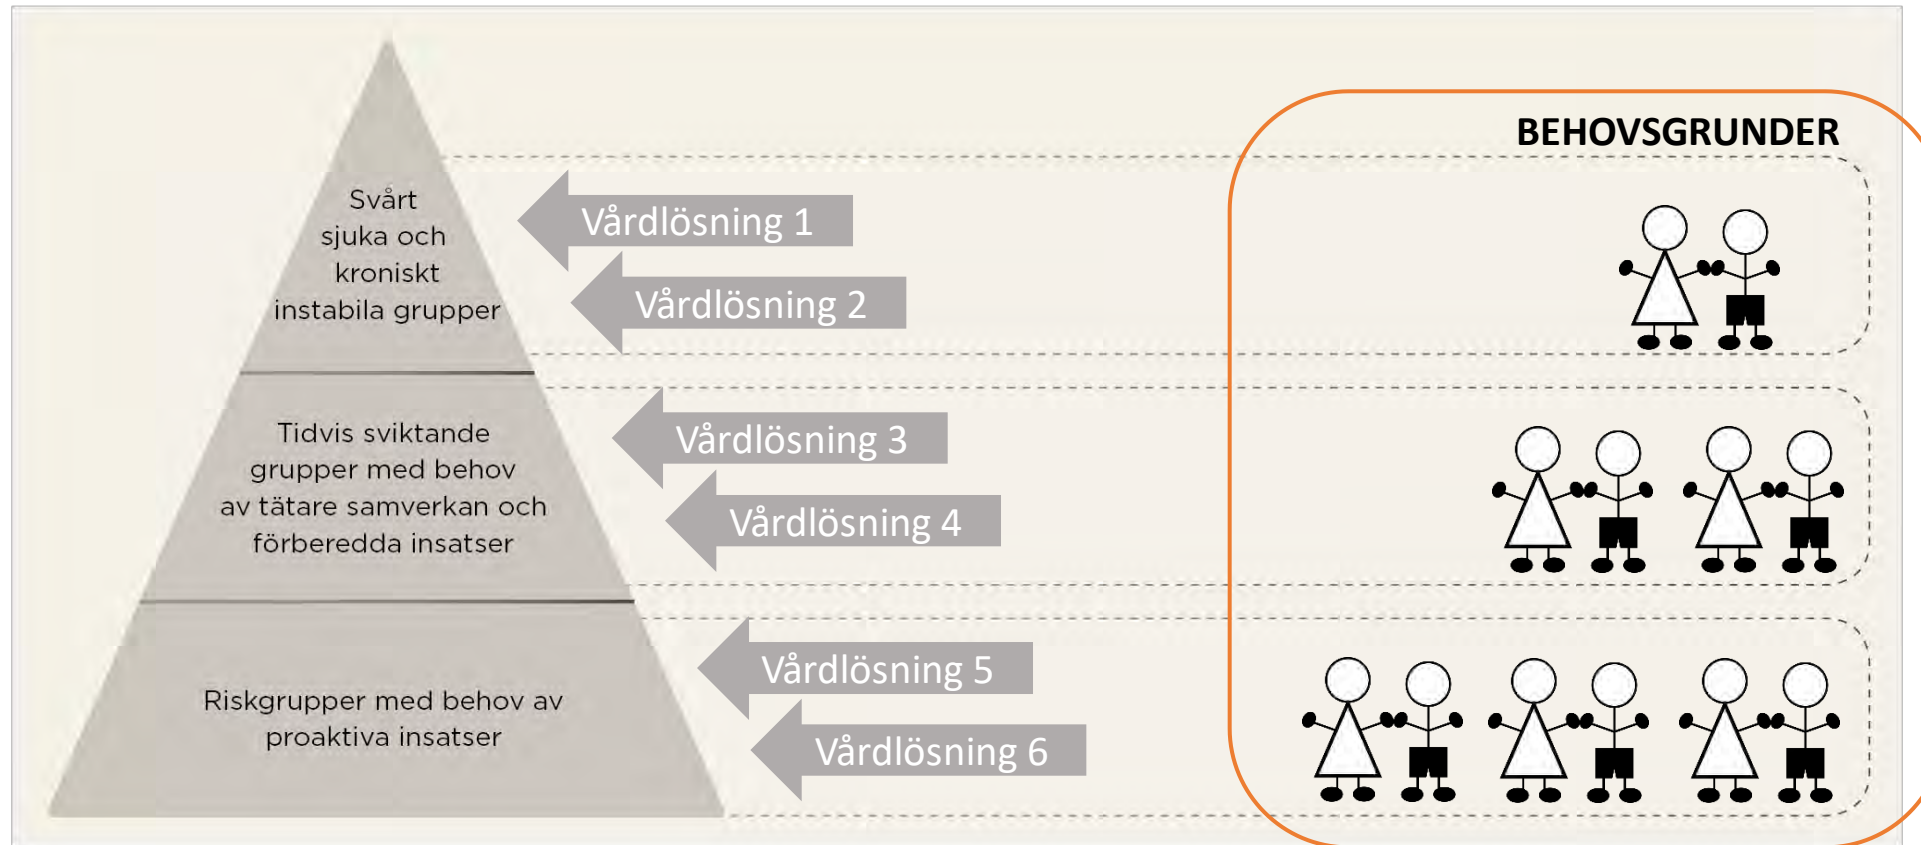 BEHOVSGRUNDER
Svårt
sjuka och
kroniskt
instabila grupper
Vårdlösning 1
Vårdlösning 2
Tidvis sviktande
grupper med behov
av tätare samverkan och
förberedda insatser
Vårdlösning 3
Vårdlösning 4
Riskgrupper med behov av
proaktiva insatser
Vårdlösning 5
Vårdlösning 6